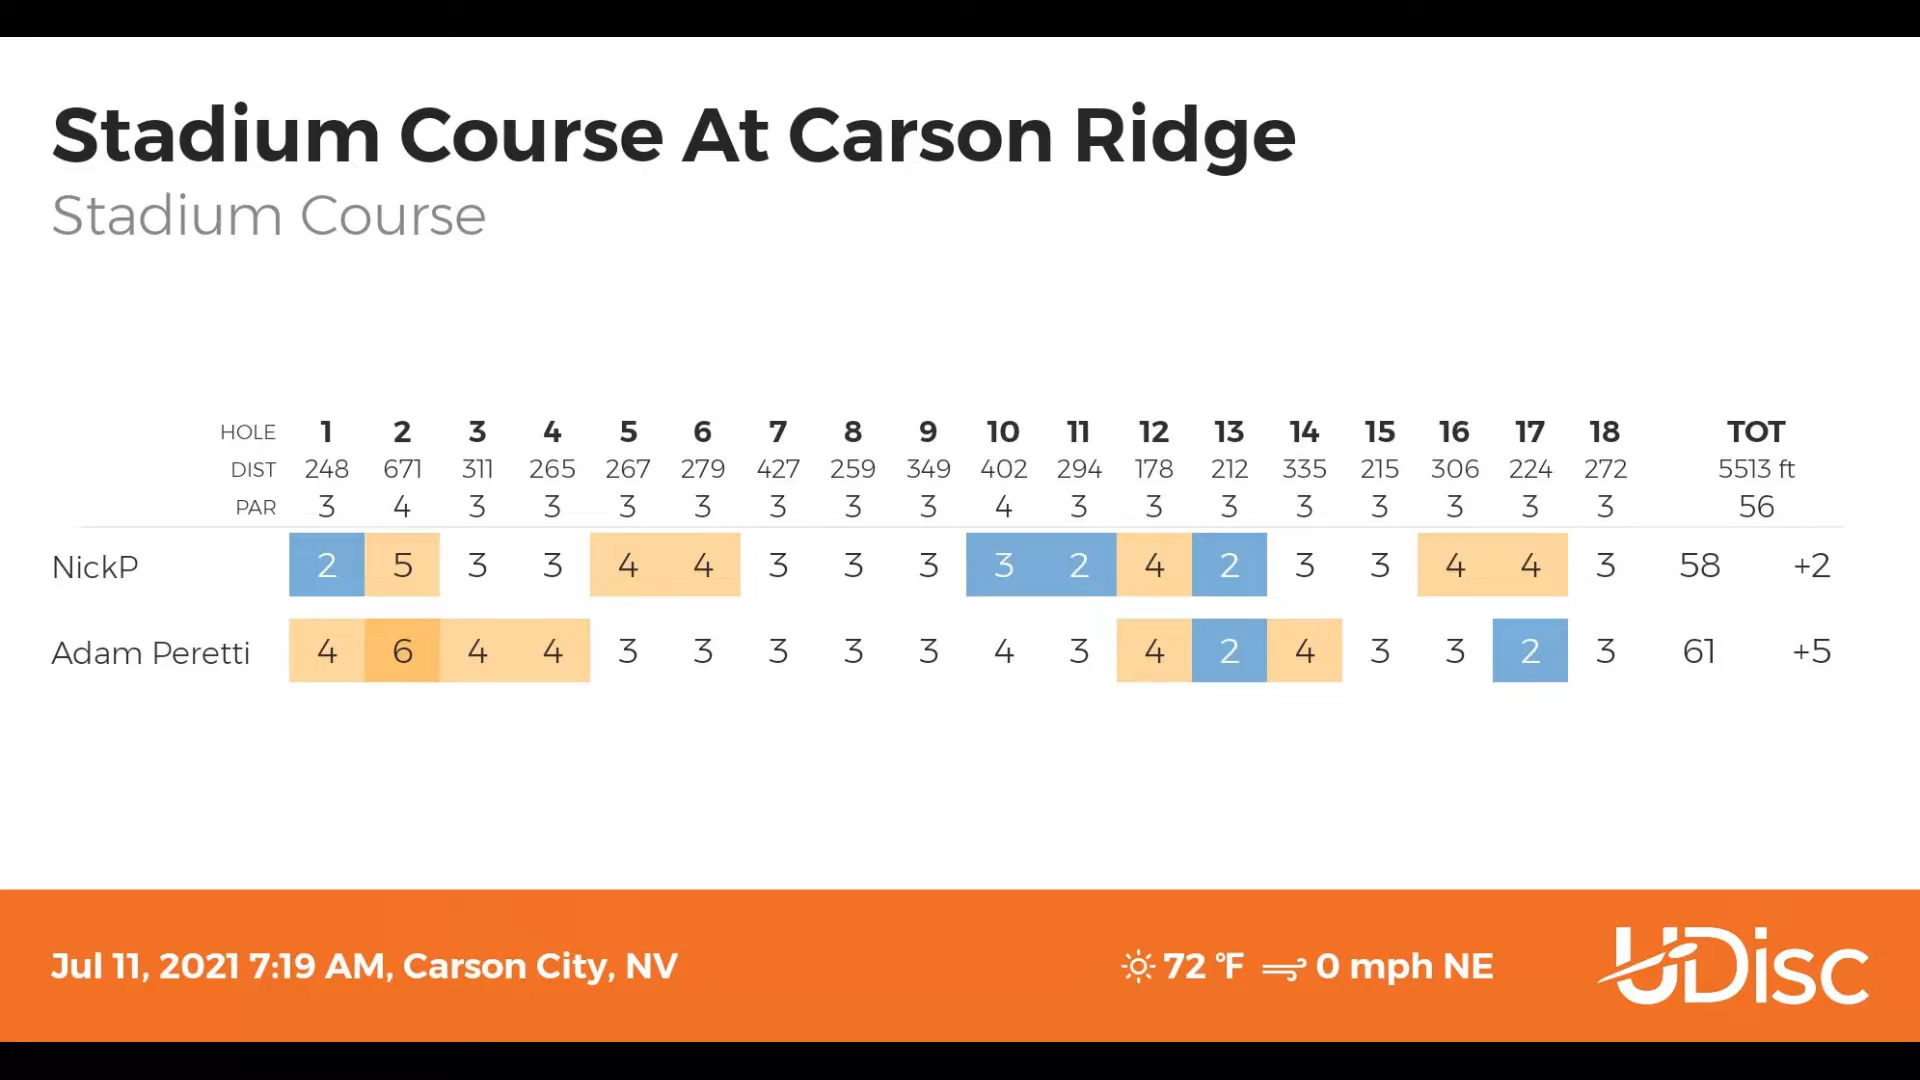 Stadium Course At Carson Ridge
Stadium Course
HOLE 1 2 3 4 5 6 7 8 9 10 11 12 13 14 15 16 17 18 TOT
DIST 248 671 311 265 267 279 427 259 349 402 294 178 212 335 215 306 224 272 5513 ft
PAR 3 4 3 3 3 3 3 3 3 4 3 3 3 3 3 3 3 3 56
NickP 2 5 3 3 4 4 3 3 3 3 2 4 2 3 3 4 4 3 58 +2
Adam Peretti 4 6 4 4 3 3 3 3 3 4 3 4 2 4 3 3 2 3 61 +5
Jul 11, 2021 7:19 AM, Carson City, NV 72 °F 0 mph NE UDisc